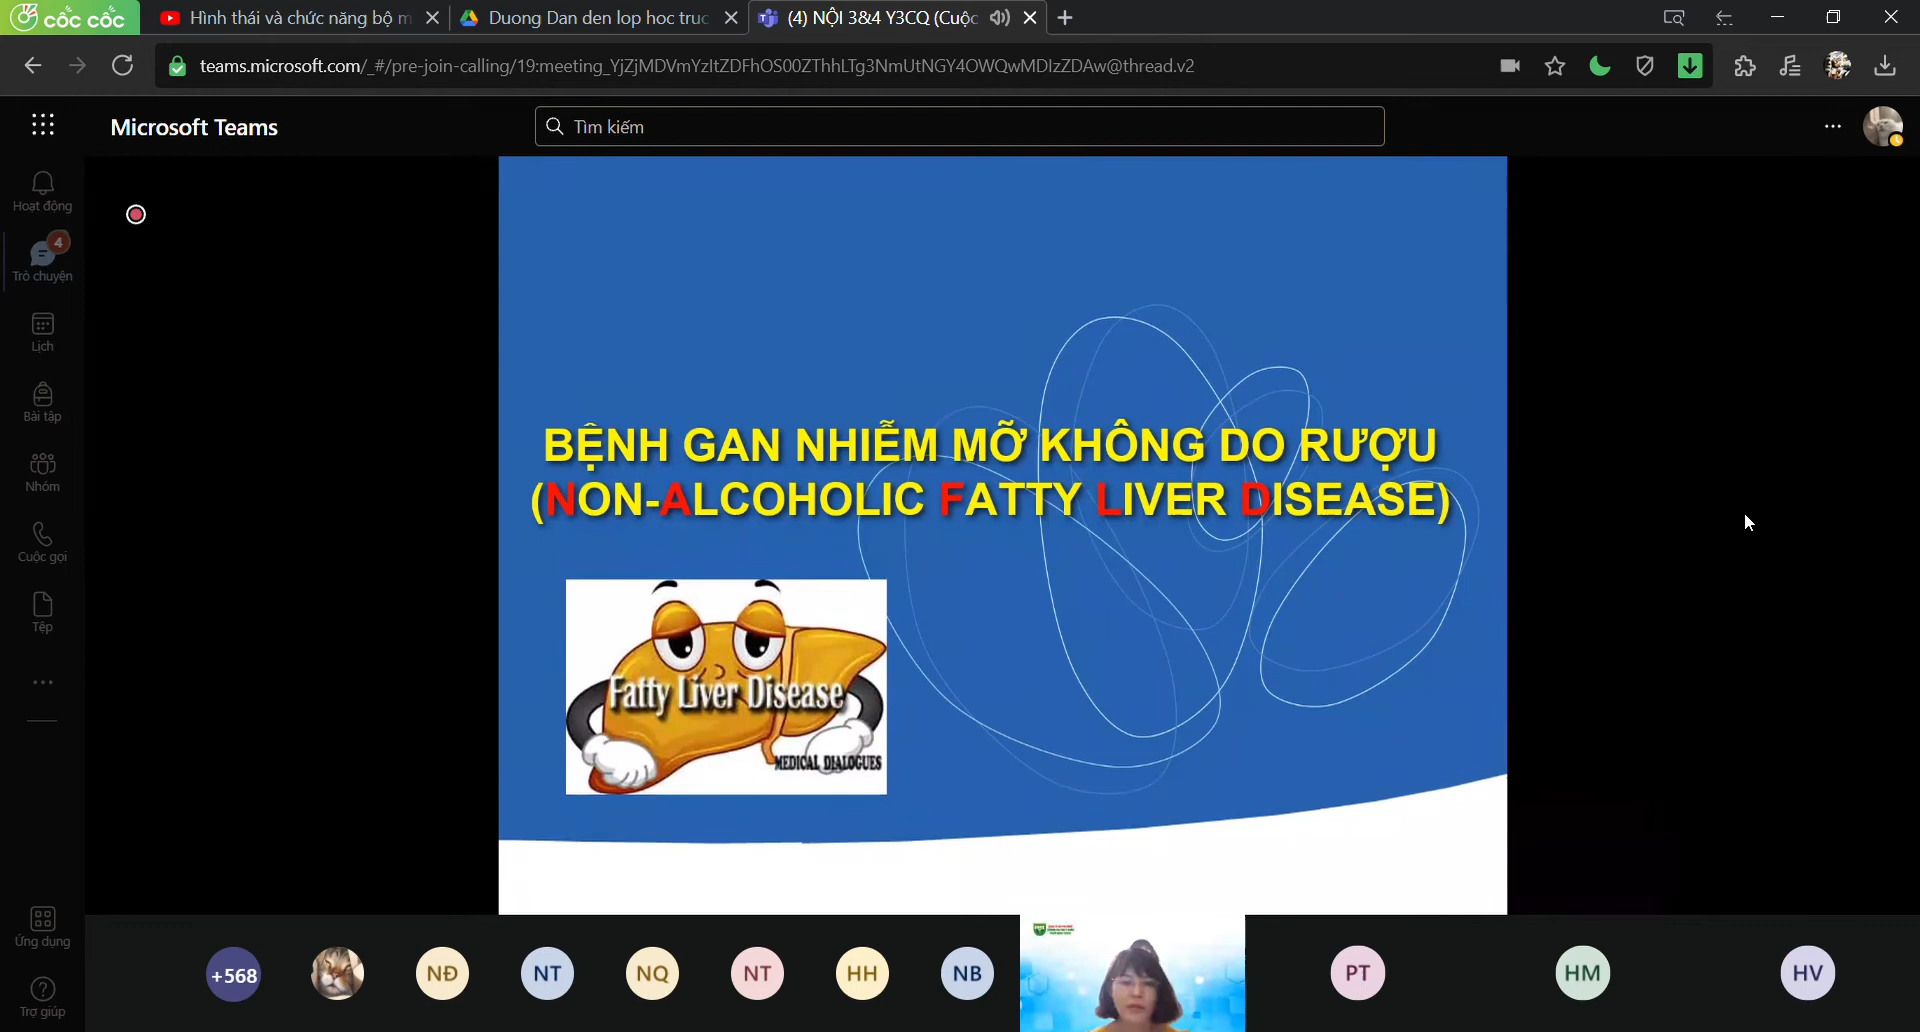 cốc cốc
Hình thái và chức năng bộ m
Duong Dan den lop hoc truc
(4) NỘI 3&4 Y3CQ (Cuộc
teams.microsoft.com/_#/pre-join-calling/19:meeting_YjZjMDVmYzItZDFhOS00ZThhLTg3NmUtNGY4OWQwMDIzZDAw@thread.v2
Microsoft Teams
Tìm kiếm
Hoạt động
4
Trò chuyện
Lịch
Bài tập
Nhóm
Cuộc gọi
Tệp
Ứng dụng
Trợ giúp
BỆNH GAN NHIỄM MỠ KHÔNG DO RƯỢU
(NON-ALCOHOLIC FATTY LIVER DISEASE)
Fatty Liver Disease
MEDICAL DIALOGUES
+568
NĐ
NT
NQ
NT
HH
NB
PT
HM
HV